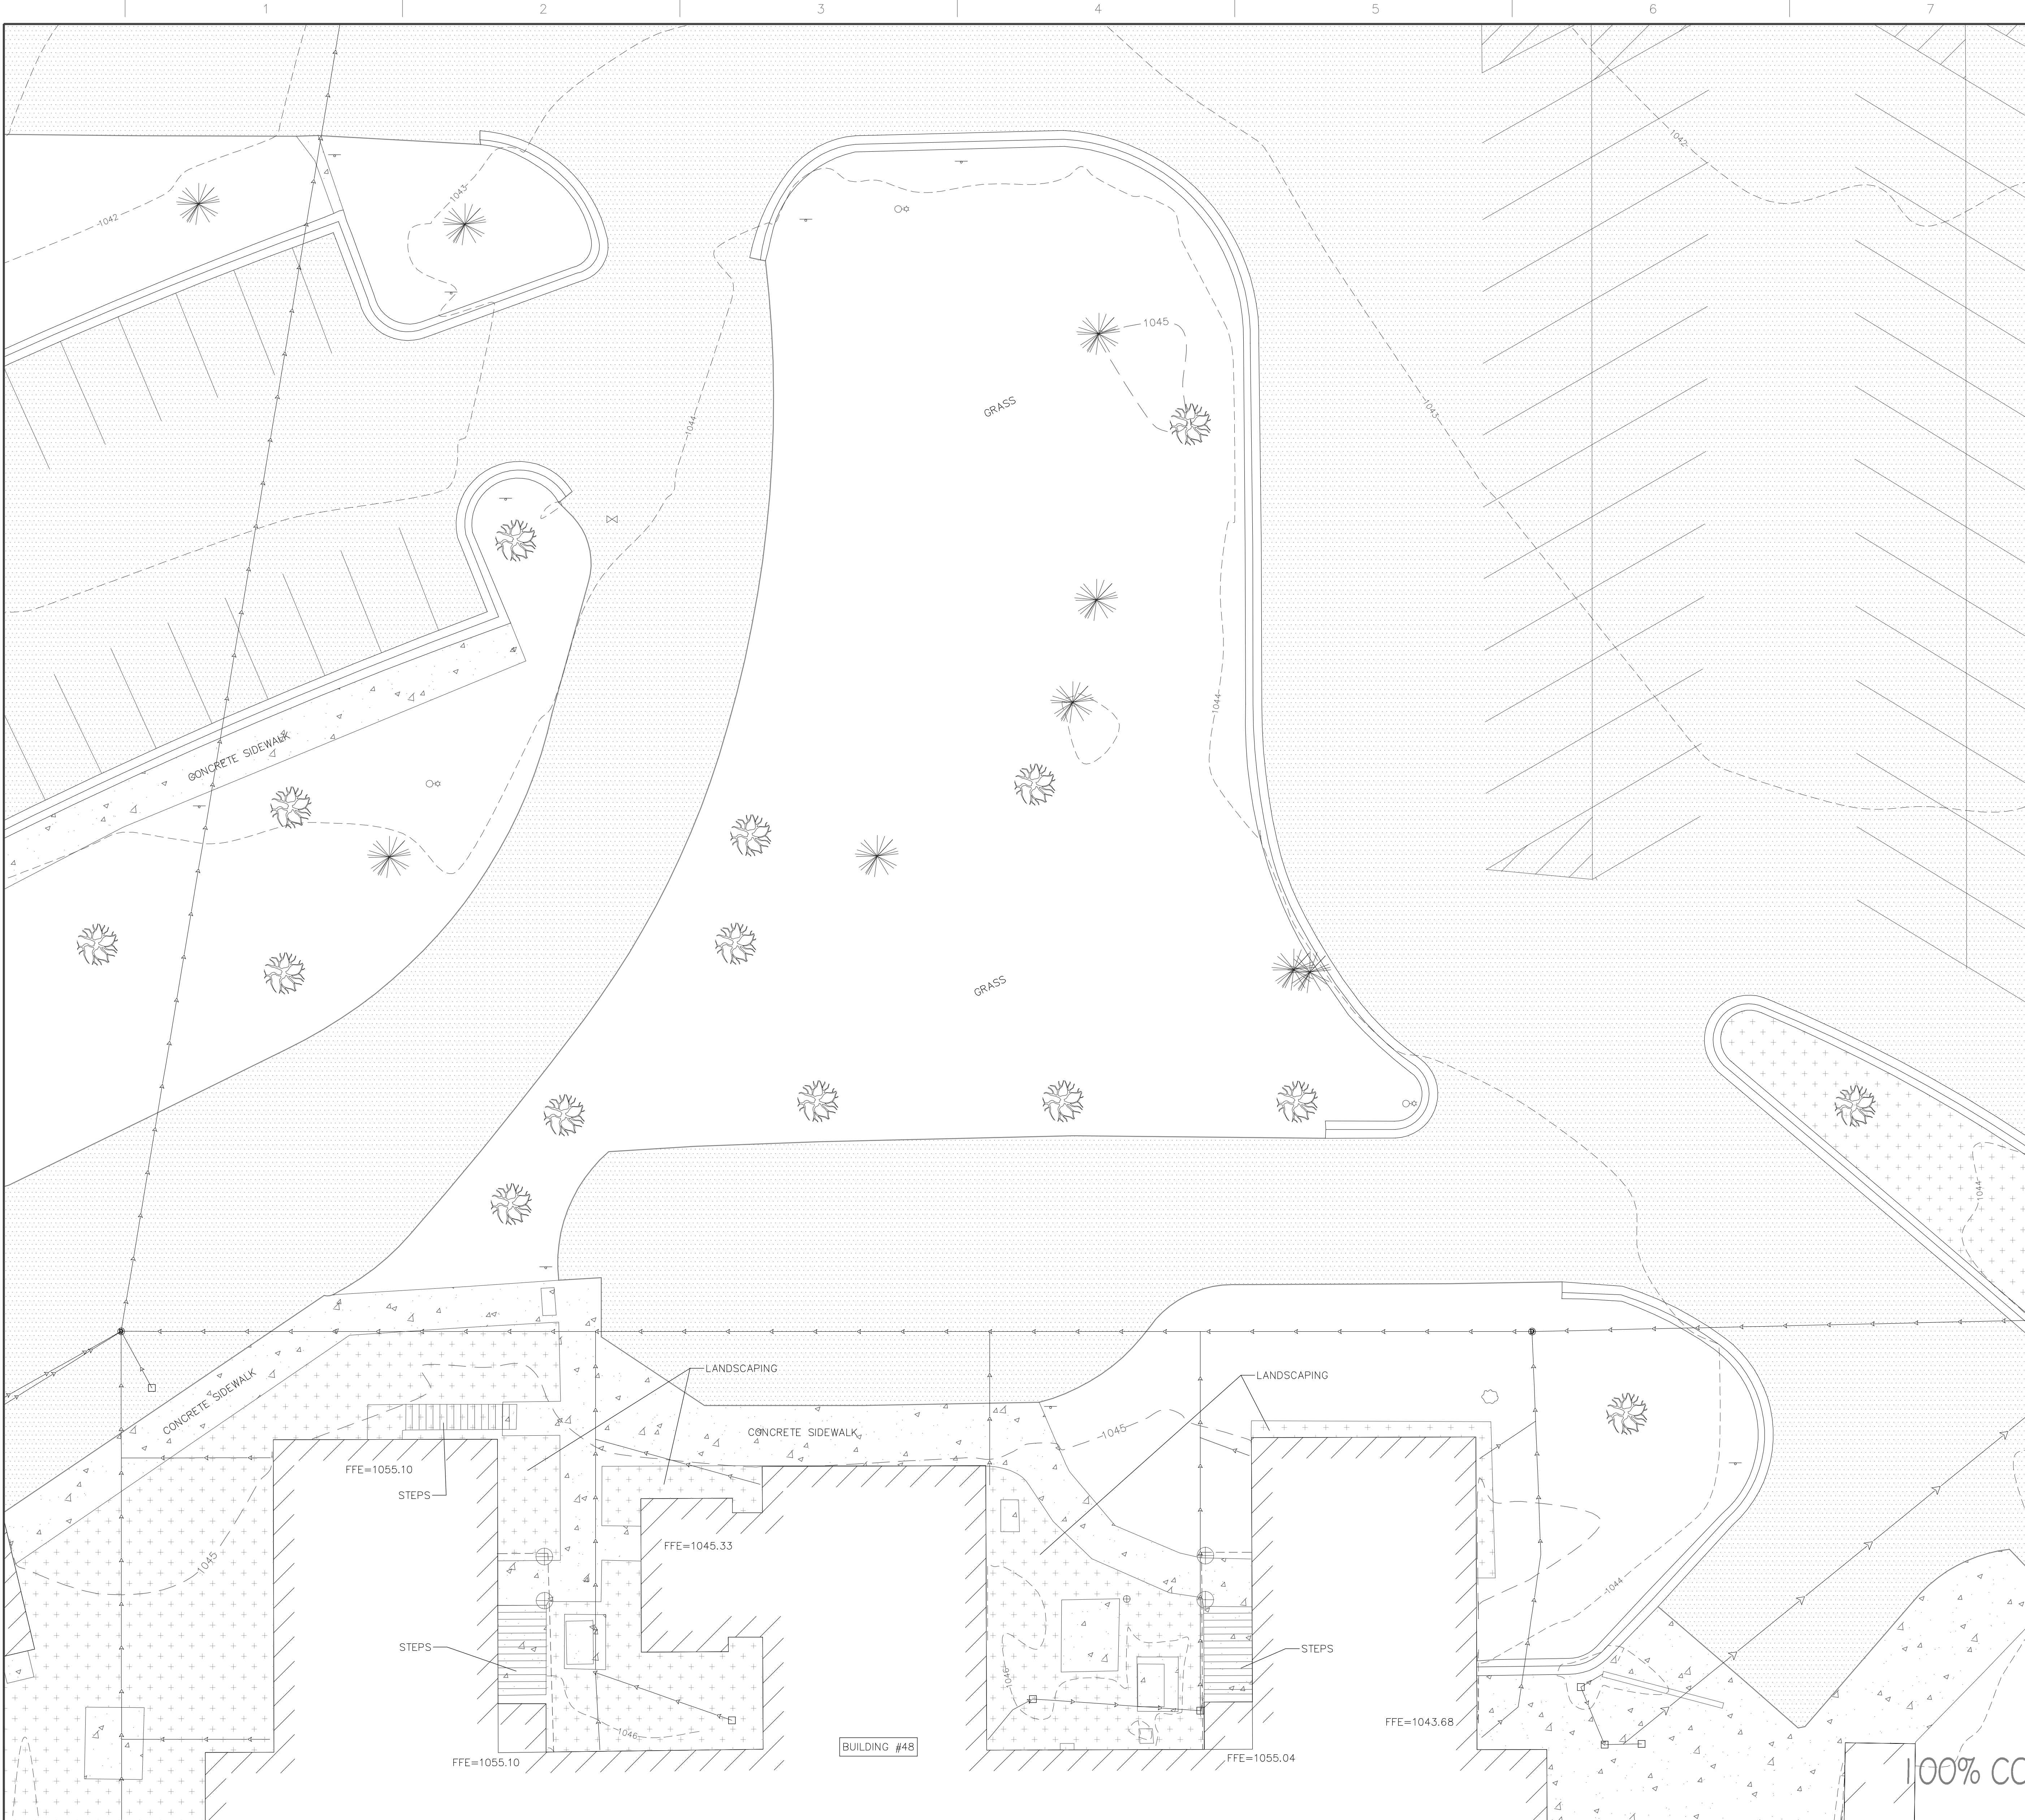 1 2 3 4 5 6 7
1042
1043
1042
1045
GRASS
1043
1044
1044
CONCRETE SIDEWALK
GRASS
1044
LANDSCAPING
LANDSCAPING
CONCRETE SIDEWALK
CONCRETE SIDEWALK
1045
FFE=1055.10
STEPS
FFE=1045.33
1045
1044
STEPS
STEPS
1046
FFE=1043.68
1046
BUILDING #48
FFE=1055.10
FFE=1055.04
100% CO